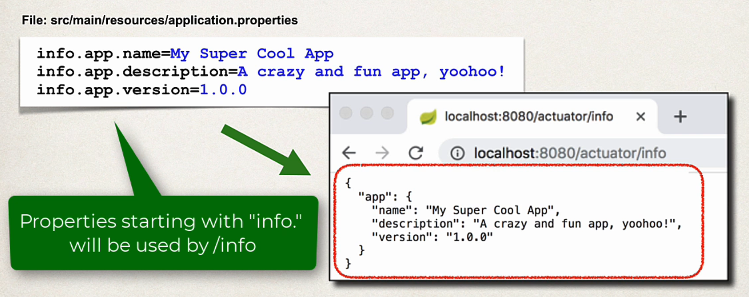 File: src/main/resources/application.properties
info.app.name=My Super Cool App
info.app.description=A crazy and fun app, yoohoo!
info.app.version=1.0.0
localhost:8080/actuator/info
localhost:8080/actuator/info
{
"app": {
"name": "My Super Cool App",
"description": "A crazy and fun app, yoohoo!",
"version": "1.0.0"
}
}
Properties starting with "info."
will be used by /info